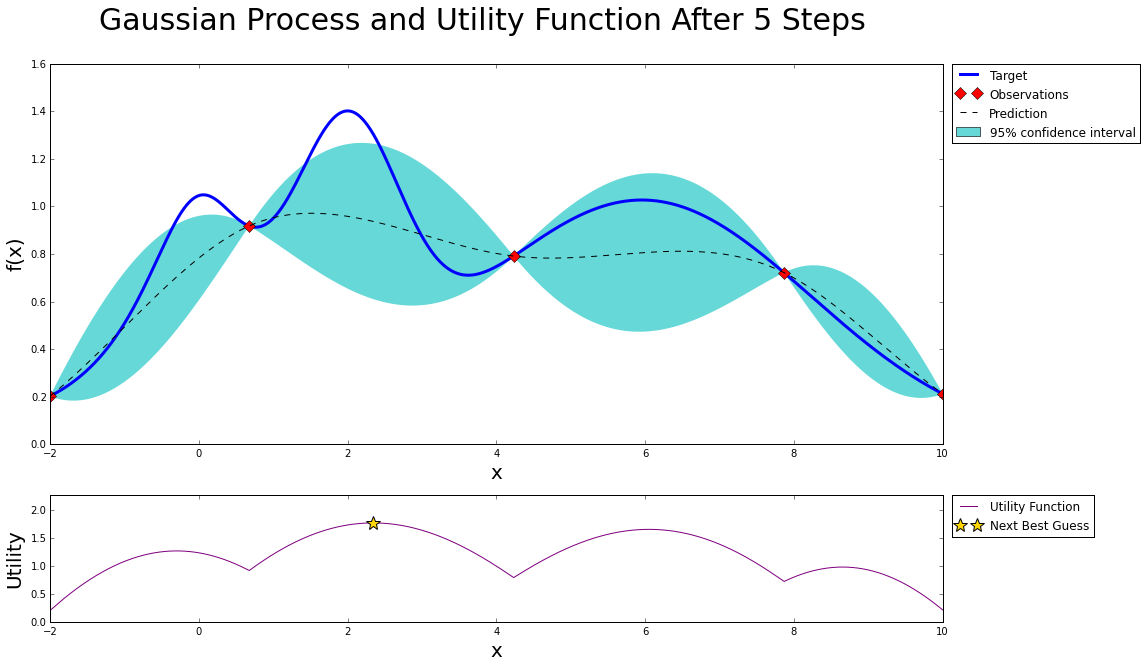 Gaussian Process and Utility Function After 5 Steps
1.6
1.4
1.2
1.0
0.8
0.6
0.4
0.2
0.0
f(x)
−2 0 2 4 6 8 10
x
Target
Observations
Prediction
95% confidence interval
2.0
1.5
1.0
0.5
0.0
Utility
−2 0 2 4 6 8 10
x
Utility Function
Next Best Guess